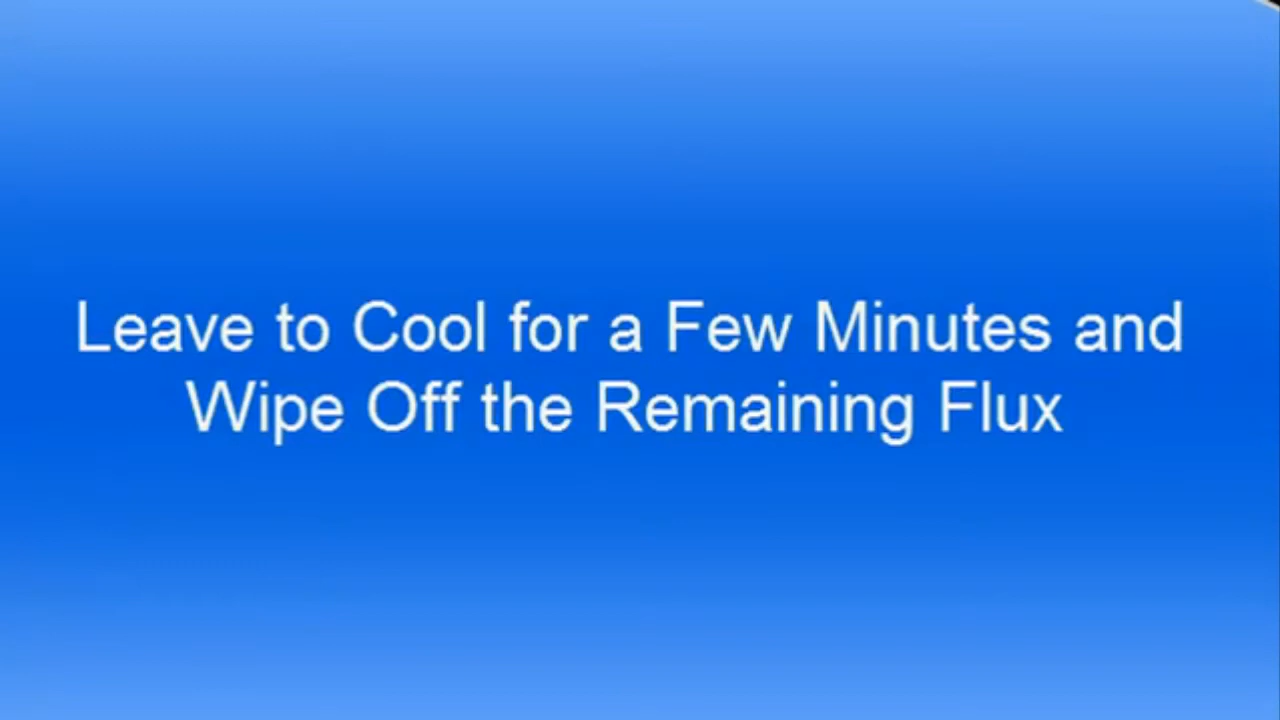 Leave to Cool for a Few Minutes and
Wipe Off the Remaining Flux